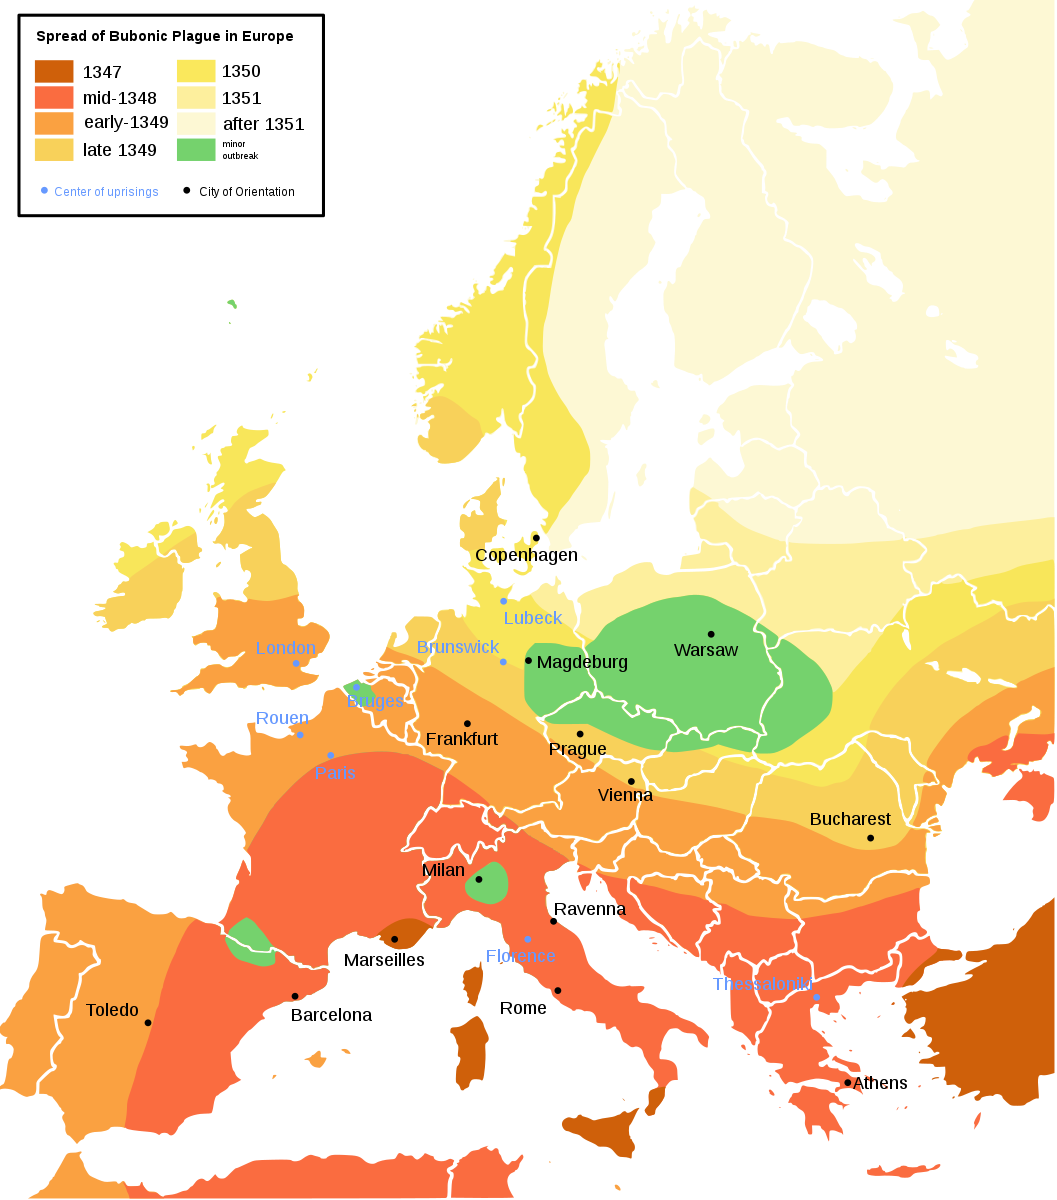 Spread of Bubonic Plague in Europe
1347
1350
mid-1348
1351
early-1349
after 1351
late 1349
minor
outbreak
Center of uprisings
City of Orientation
Copenhagen
Lubeck
Warsaw
London
Brunswick
Magdeburg
Bruges
Rouen
Frankfurt
Prague
Paris
Vienna
Bucharest
Milan
Ravenna
Marseilles
Florence
Thessaloniki
Toledo
Rome
Barcelona
Athens